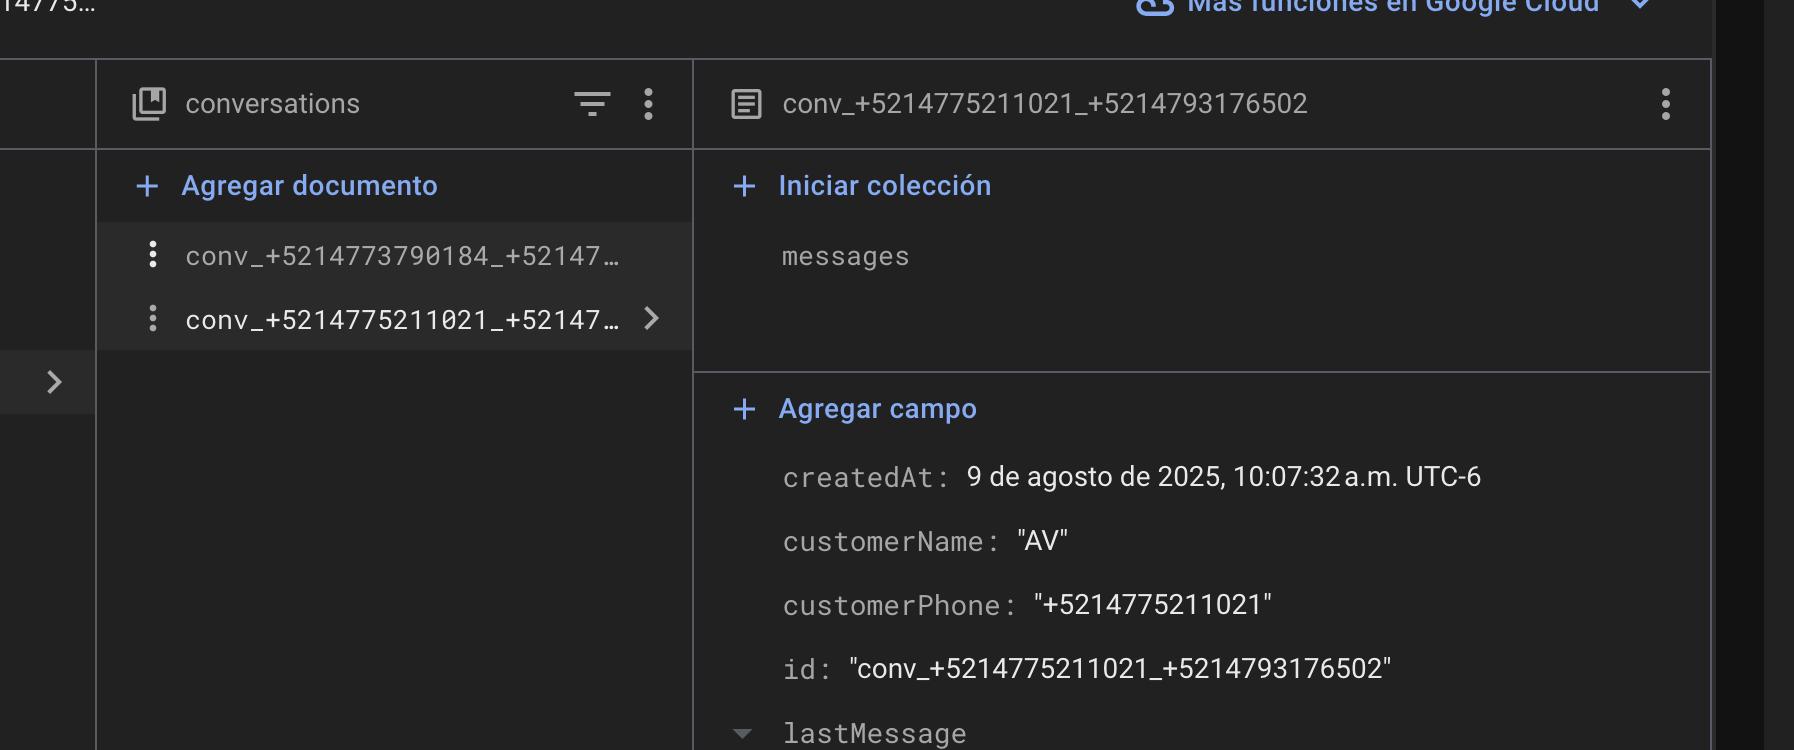 14775...
Más funciones en Google Cloud
conversations
conv_+5214775211021_+5214793176502
Agregar documento
Iniciar colección
conv_+5214773790184_+52147…
messages
conv_+5214775211021_+52147…
Agregar campo
createdAt: 9 de agosto de 2025, 10:07:32 a.m. UTC-6
customerName: "AV"
customerPhone: "+5214775211021"
id: "conv_+5214775211021_+5214793176502"
lastMessage